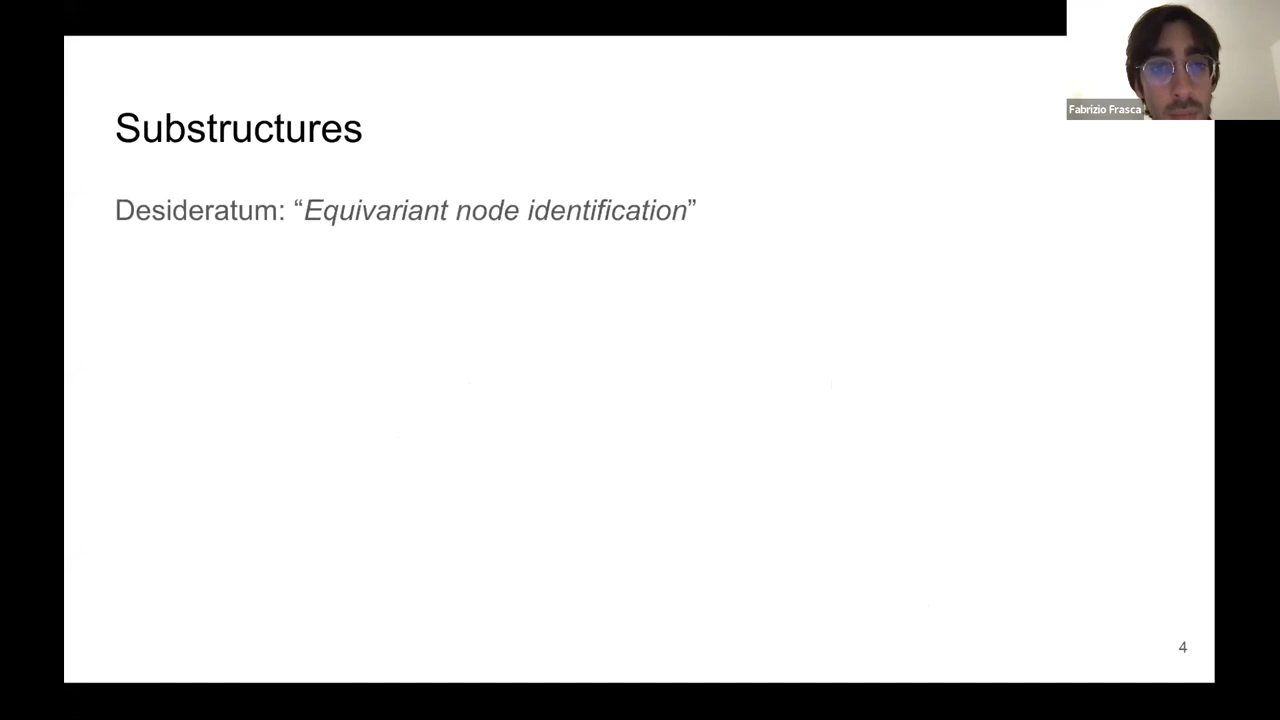 Fabrizio Frasca
Substructures
Desideratum: “Equivariant node identification”
4